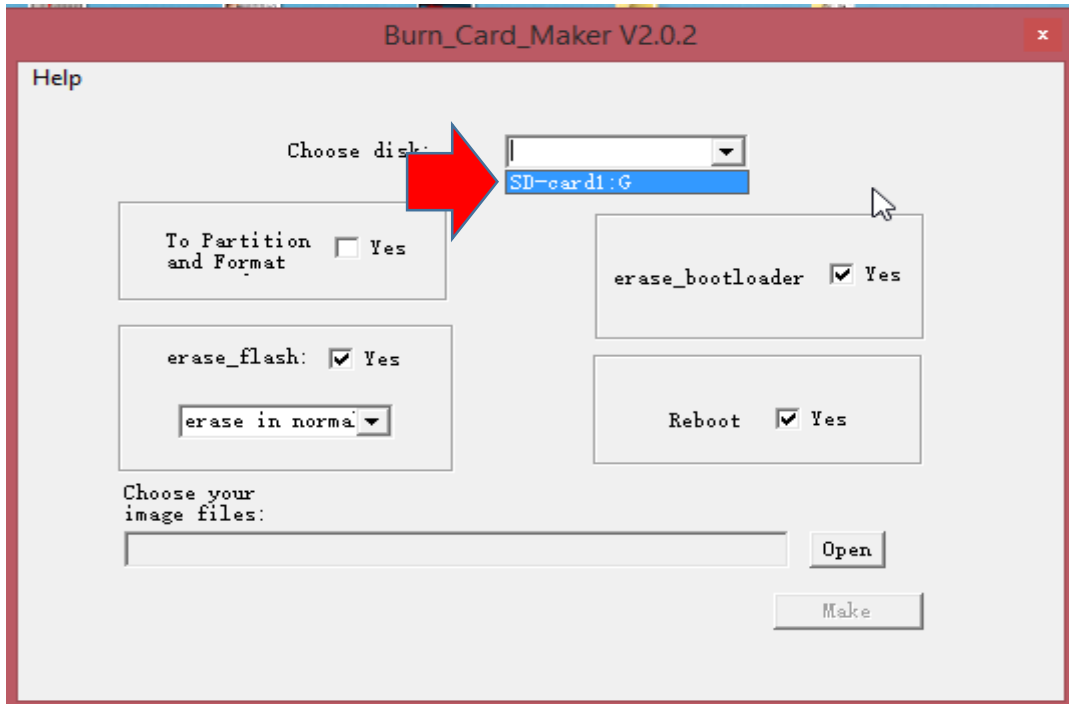 Burn_Card_Maker V2.0.2
x
Help
Choose disk:
SD-card1:G
To Partition
and Format
Yes
erase_bootloader
Yes
erase_flash:
Yes
erase in norma
Reboot
Yes
Choose your
image files:
Open
Make